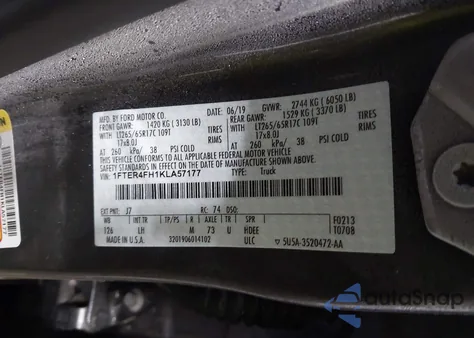 MFD. BY FORD MOTOR CO.
DATE: 06/19 GVWR: 2744 KG ( 6050 LB)
FRONT GAWR: 1420 KG ( 3130 LB) REAR GAWR: 1529 KG ( 3370 LB)
WITH LT265/65R17C 109T TIRES WITH LT265/65R17C 109T TIRES
17x8.0J RIMS 17x8.0J RIMS
AT 260 kPa/ 38 PSI COLD AT 260 kPa/ 38 PSI COLD
THIS VEHICLE CONFORMS TO ALL APPLICABLE FEDERAL MOTOR VEHICLE
SAFETY STANDARDS IN EFFECT ON THE DATE OF MANUFACTURE SHOWN ABOVE.
VIN: 1FTER4FH1KLA57177 TYPE: Truck
EXT PNT: J7 RC: 74 DSO: F0213
WB INT TR TP/PS R AXLE TR T0708
126 LH M 73 U HDEE
MADE IN U.S.A. 3201906014102 ULC ▽ 5U5A-3520472-AA
AutoSnap